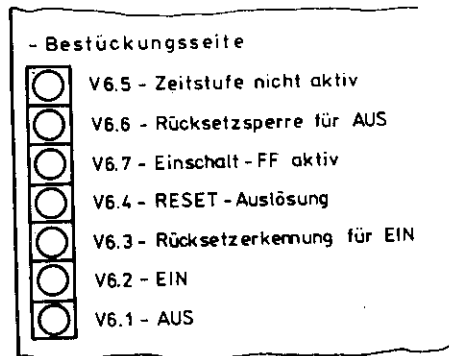 - Bestückungsseite
V6.5 - Zeitstufe nicht aktiv
V6.6 - Rücksetzsperre für AUS
V6.7 - Einschalt - FF aktiv
V6.4 - RESET - Auslösung
V6.3 - Rücksetzerkennung für EIN
V6.2 - EIN
V6.1 - AUS